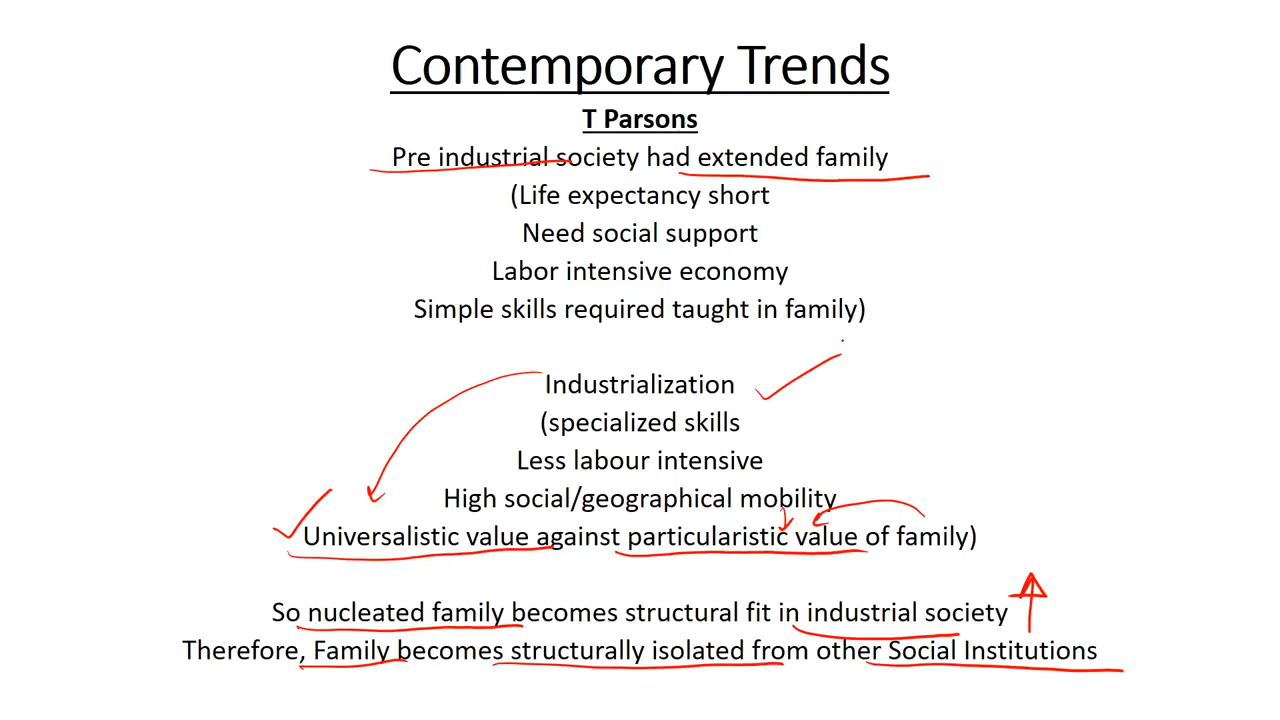 Contemporary Trends
T Parsons
Pre industrial society had extended family
(Life expectancy short
Need social support
Labor intensive economy
Simple skills required taught in family)
Industrialization
(specialized skills
Less labour intensive
High social/geographical mobility
Universalistic value against particularistic value of family)
So nucleated family becomes structural fit in industrial society
Therefore, Family becomes structurally isolated from other Social Institutions